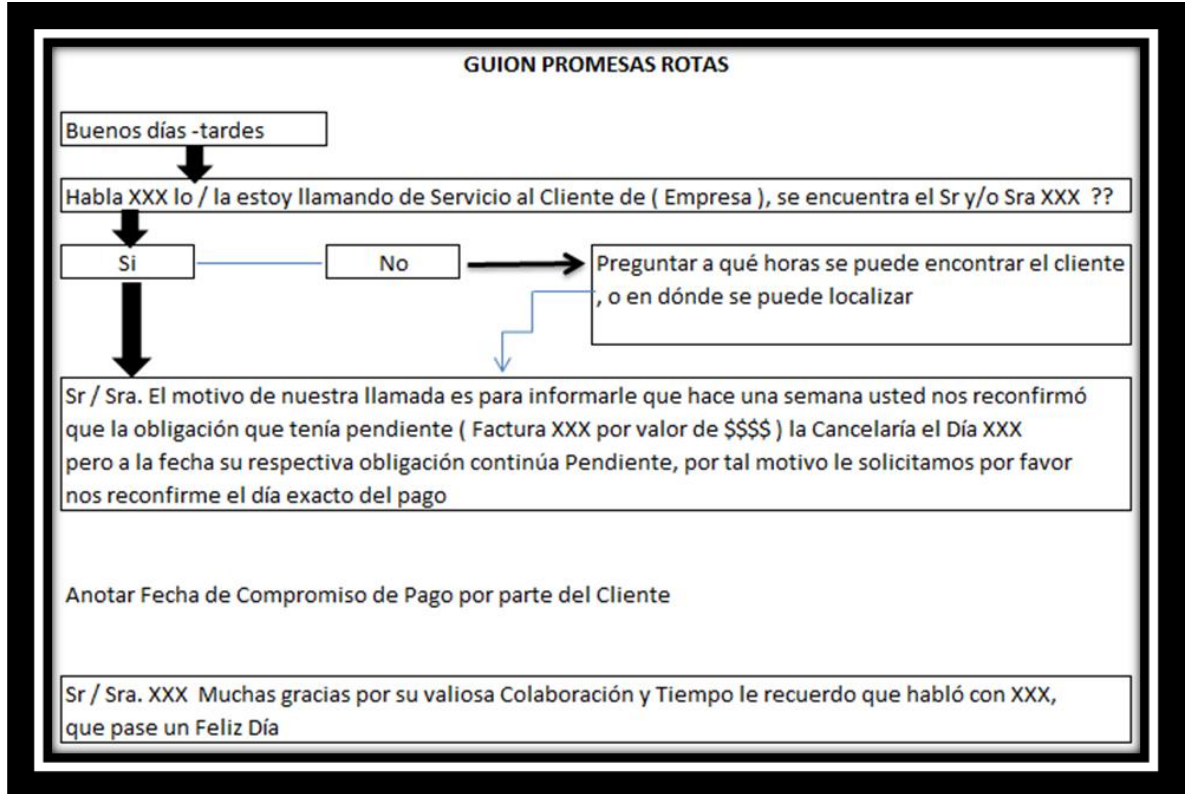 GUION PROMESAS ROTAS
Buenos días -tardes
Habla XXX lo / la estoy llamando de Servicio al Cliente de ( Empresa ), se encuentra el Sr y/o Sra XXX ??
Si
No
Preguntar a qué horas se puede encontrar el cliente
, o en dónde se puede localizar
Sr / Sra. El motivo de nuestra llamada es para informarle que hace una semana usted nos reconfirmó
que la obligación que tenía pendiente ( Factura XXX por valor de $$$$ ) la Cancelaría el Día XXX
pero a la fecha su respectiva obligación continúa Pendiente, por tal motivo le solicitamos por favor
nos reconfirme el día exacto del pago
Anotar Fecha de Compromiso de Pago por parte del Cliente
Sr / Sra. XXX Muchas gracias por su valiosa Colaboración y Tiempo le recuerdo que habló con XXX,
que pase un Feliz Día